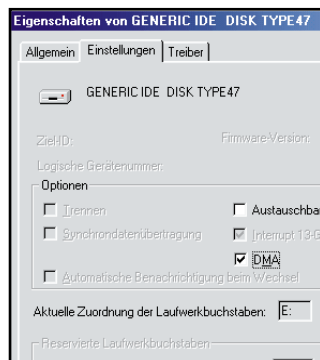 Eigenschaften von GENERIC IDE DISK TYPE47
Allgemein Einstellungen Treiber
GENERIC IDE DISK TYPE47
Ziel-ID: Firmware-Version:
Logische Gerätenummer:
Optionen
Trennen Austauschbar
Synchrondatenübertragung Interrupt 13-G
DMA
Automatische Benachrichtigung beim Wechsel
Aktuelle Zuordnung der Laufwerkbuchstaben: E:
Reservierte Laufwerkbuchstaben